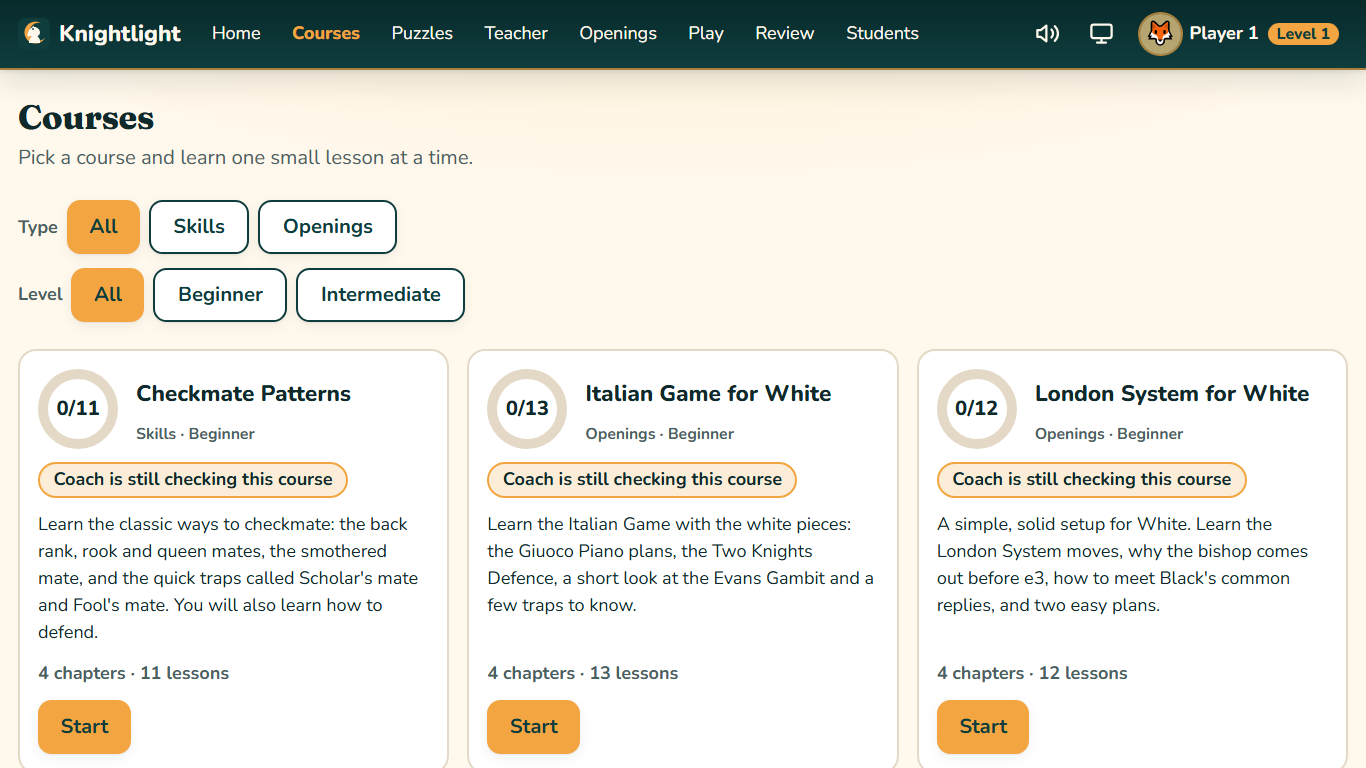 Knightlight Home Courses Puzzles Teacher Openings Play Review Students Player 1 Level 1
Courses
Pick a course and learn one small lesson at a time.
Type All Skills Openings
Level All Beginner Intermediate
0/11 Checkmate Patterns
Skills · Beginner
Coach is still checking this course
Learn the classic ways to checkmate: the back
rank, rook and queen mates, the smothered
mate, and the quick traps called Scholar's mate
and Fool's mate. You will also learn how to
defend.
4 chapters · 11 lessons
Start
0/13 Italian Game for White
Openings · Beginner
Coach is still checking this course
Learn the Italian Game with the white pieces:
the Giuoco Piano plans, the Two Knights
Defence, a short look at the Evans Gambit and a
few traps to know.
4 chapters · 13 lessons
Start
0/12 London System for White
Openings · Beginner
Coach is still checking this course
A simple, solid setup for White. Learn the
London System moves, why the bishop comes
out before e3, how to meet Black's common
replies, and two easy plans.
4 chapters · 12 lessons
Start